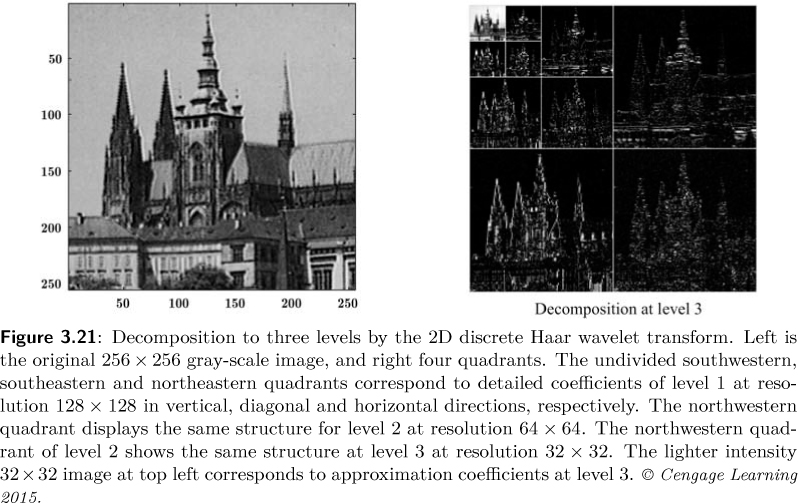 50
100
150
200
250
50 100 150 200 250
Decomposition at level 3
Figure 3.21: Decomposition to three levels by the 2D discrete Haar wavelet transform. Left is
the original 256 × 256 gray-scale image, and right four quadrants. The undivided southwestern,
southeastern and northeastern quadrants correspond to detailed coefficients of level 1 at reso-
lution 128 × 128 in vertical, diagonal and horizontal directions, respectively. The northwestern
quadrant displays the same structure for level 2 at resolution 64 × 64. The northwestern quad-
rant of level 2 shows the same structure at level 3 at resolution 32 × 32. The lighter intensity
32×32 image at top left corresponds to approximation coefficients at level 3. © Cengage Learning
2015.